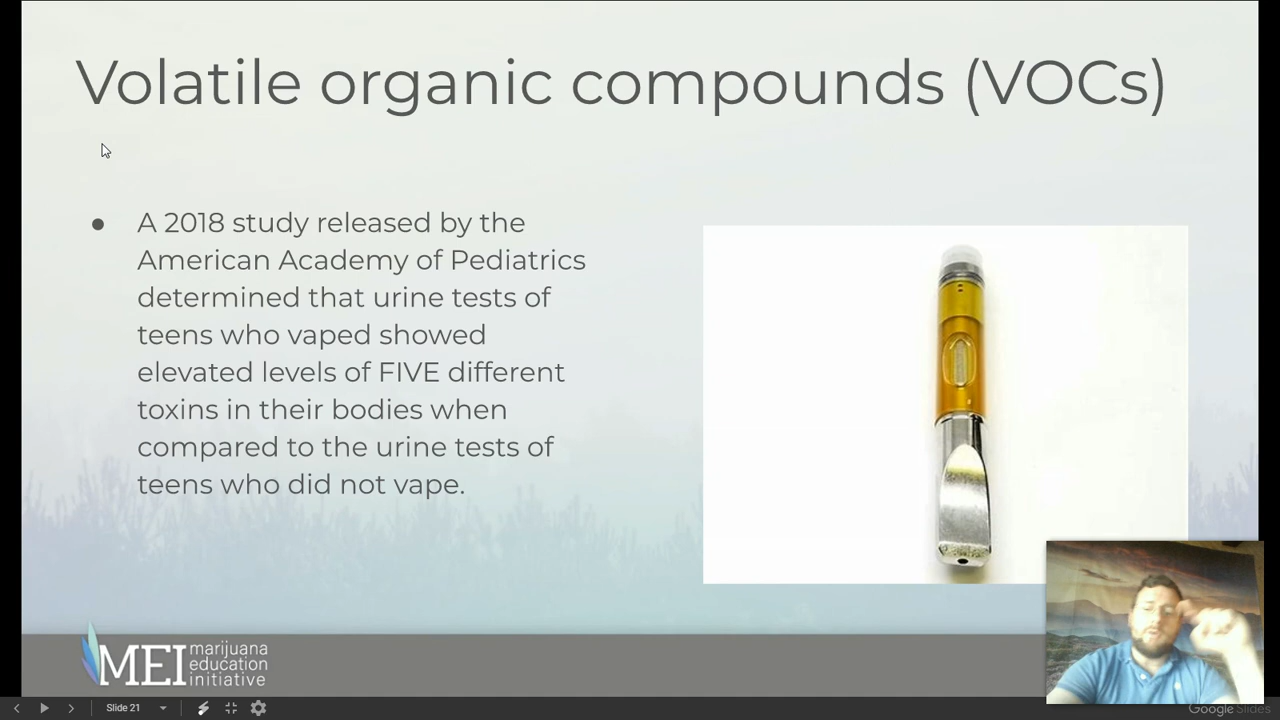 Volatile organic compounds (VOCs)
● A 2018 study released by the
American Academy of Pediatrics
determined that urine tests of
teens who vaped showed
elevated levels of FIVE different
toxins in their bodies when
compared to the urine tests of
teens who did not vape.
MEI marijuana
education
initiative
Slide 21
Google Slides